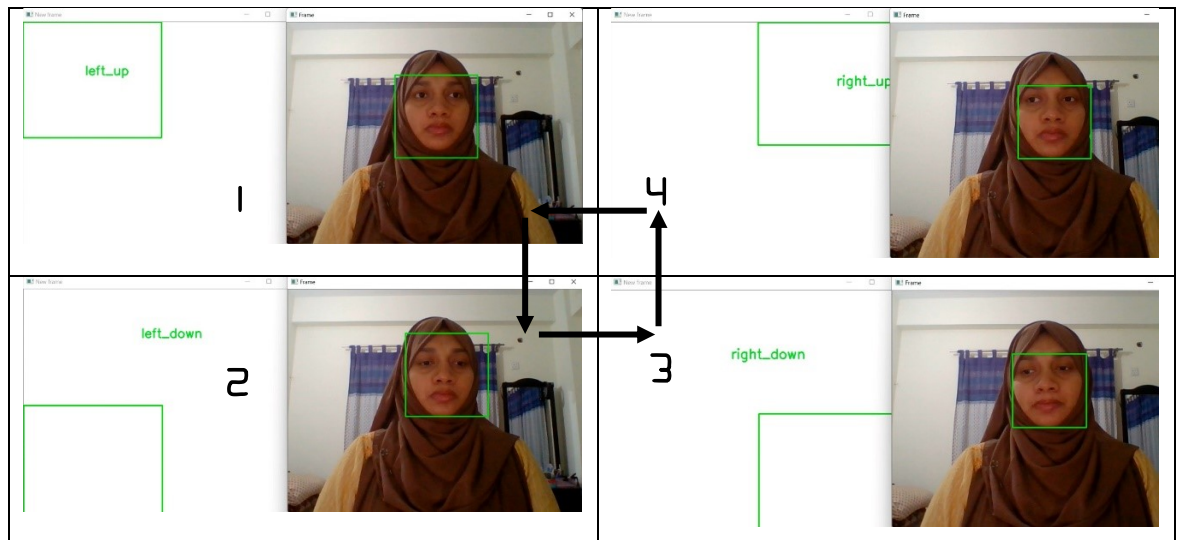 New frame
Frame
left_up
1
New frame
Frame
right_up
4
New frame
Frame
left_down
2
New frame
Frame
right_down
3